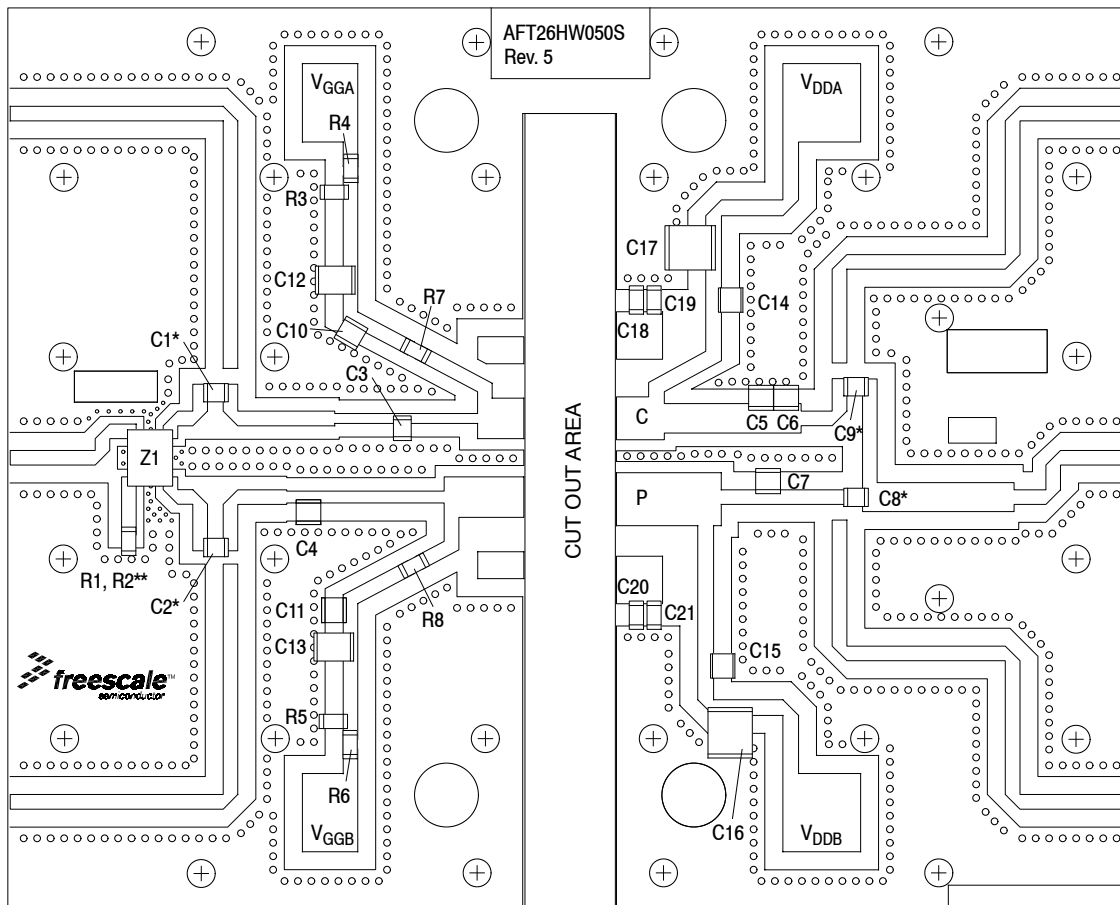 AFT26HW050S
Rev. 5
VGGA
VDDA
R4
R3
C17
C12
R7
C19
C14
C18
C10
C1*
C3
C
C5
C6
C9*
Z1
CUT OUT AREA
C7
P
C8*
C4
R1, R2**
C20
C2*
C11
R8
C21
C13
C15
freescale™
semiconductor
R5
R6
C16
VGGB
VDDB